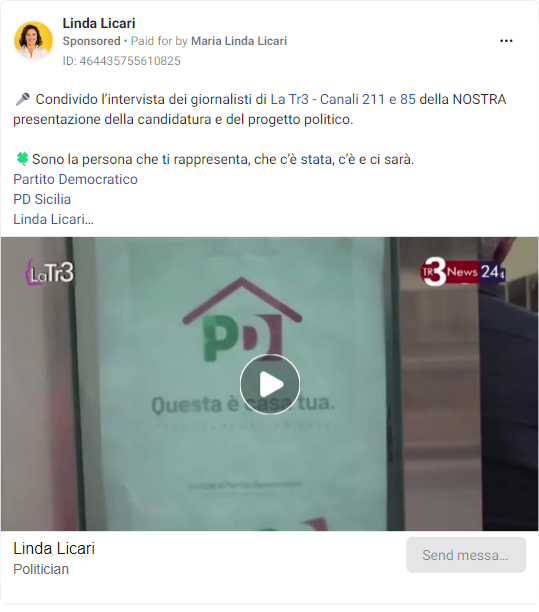 Linda Licari
Sponsored • Paid for by Maria Linda Licari
ID: 464435755610825
🎤 Condivido l’intervista dei giornalisti di La Tr3 - Canali 211 e 85 della NOSTRA
presentazione della candidatura e del progetto politico.
🍀Sono la persona che ti rappresenta, che c’è stata, c’è e ci sarà.
Partito Democratico
PD Sicilia
Linda Licari…
LaTr3
TR3 News 24
PD
Questa è casa tua.
Partito Democratico
Linda Licari
Politician
Send messa...